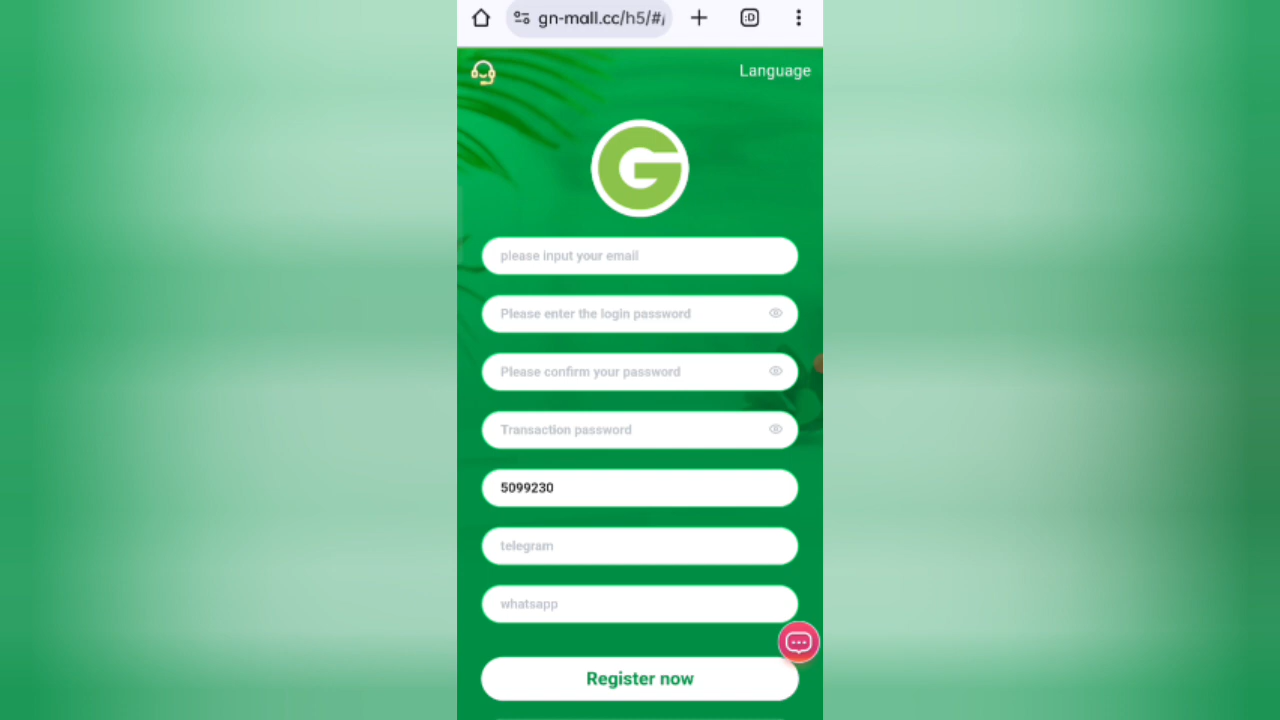 gn-mall.cc/h5/#/
:D
Language
G
please input your email
Please enter the login password
Please confirm your password
Transaction password
5099230
telegram
whatsapp
Register now